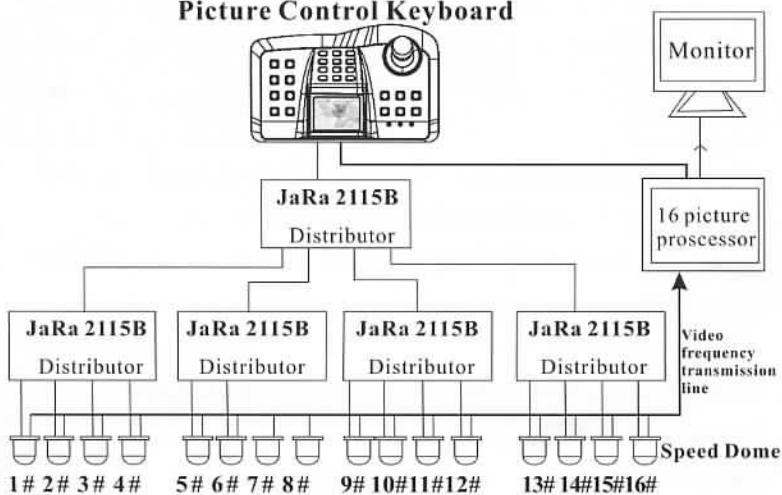 Picture Control Keyboard
Monitor
JaRa 2115B
Distributor
16 picture
proscessor
JaRa 2115B
Distributor
JaRa 2115B
Distributor
JaRa 2115B
Distributor
JaRa 2115B
Distributor
Video
frequency
transmission
line
Speed Dome
1# 2# 3# 4# 5# 6# 7# 8# 9# 10#11#12# 13# 14#15#16#